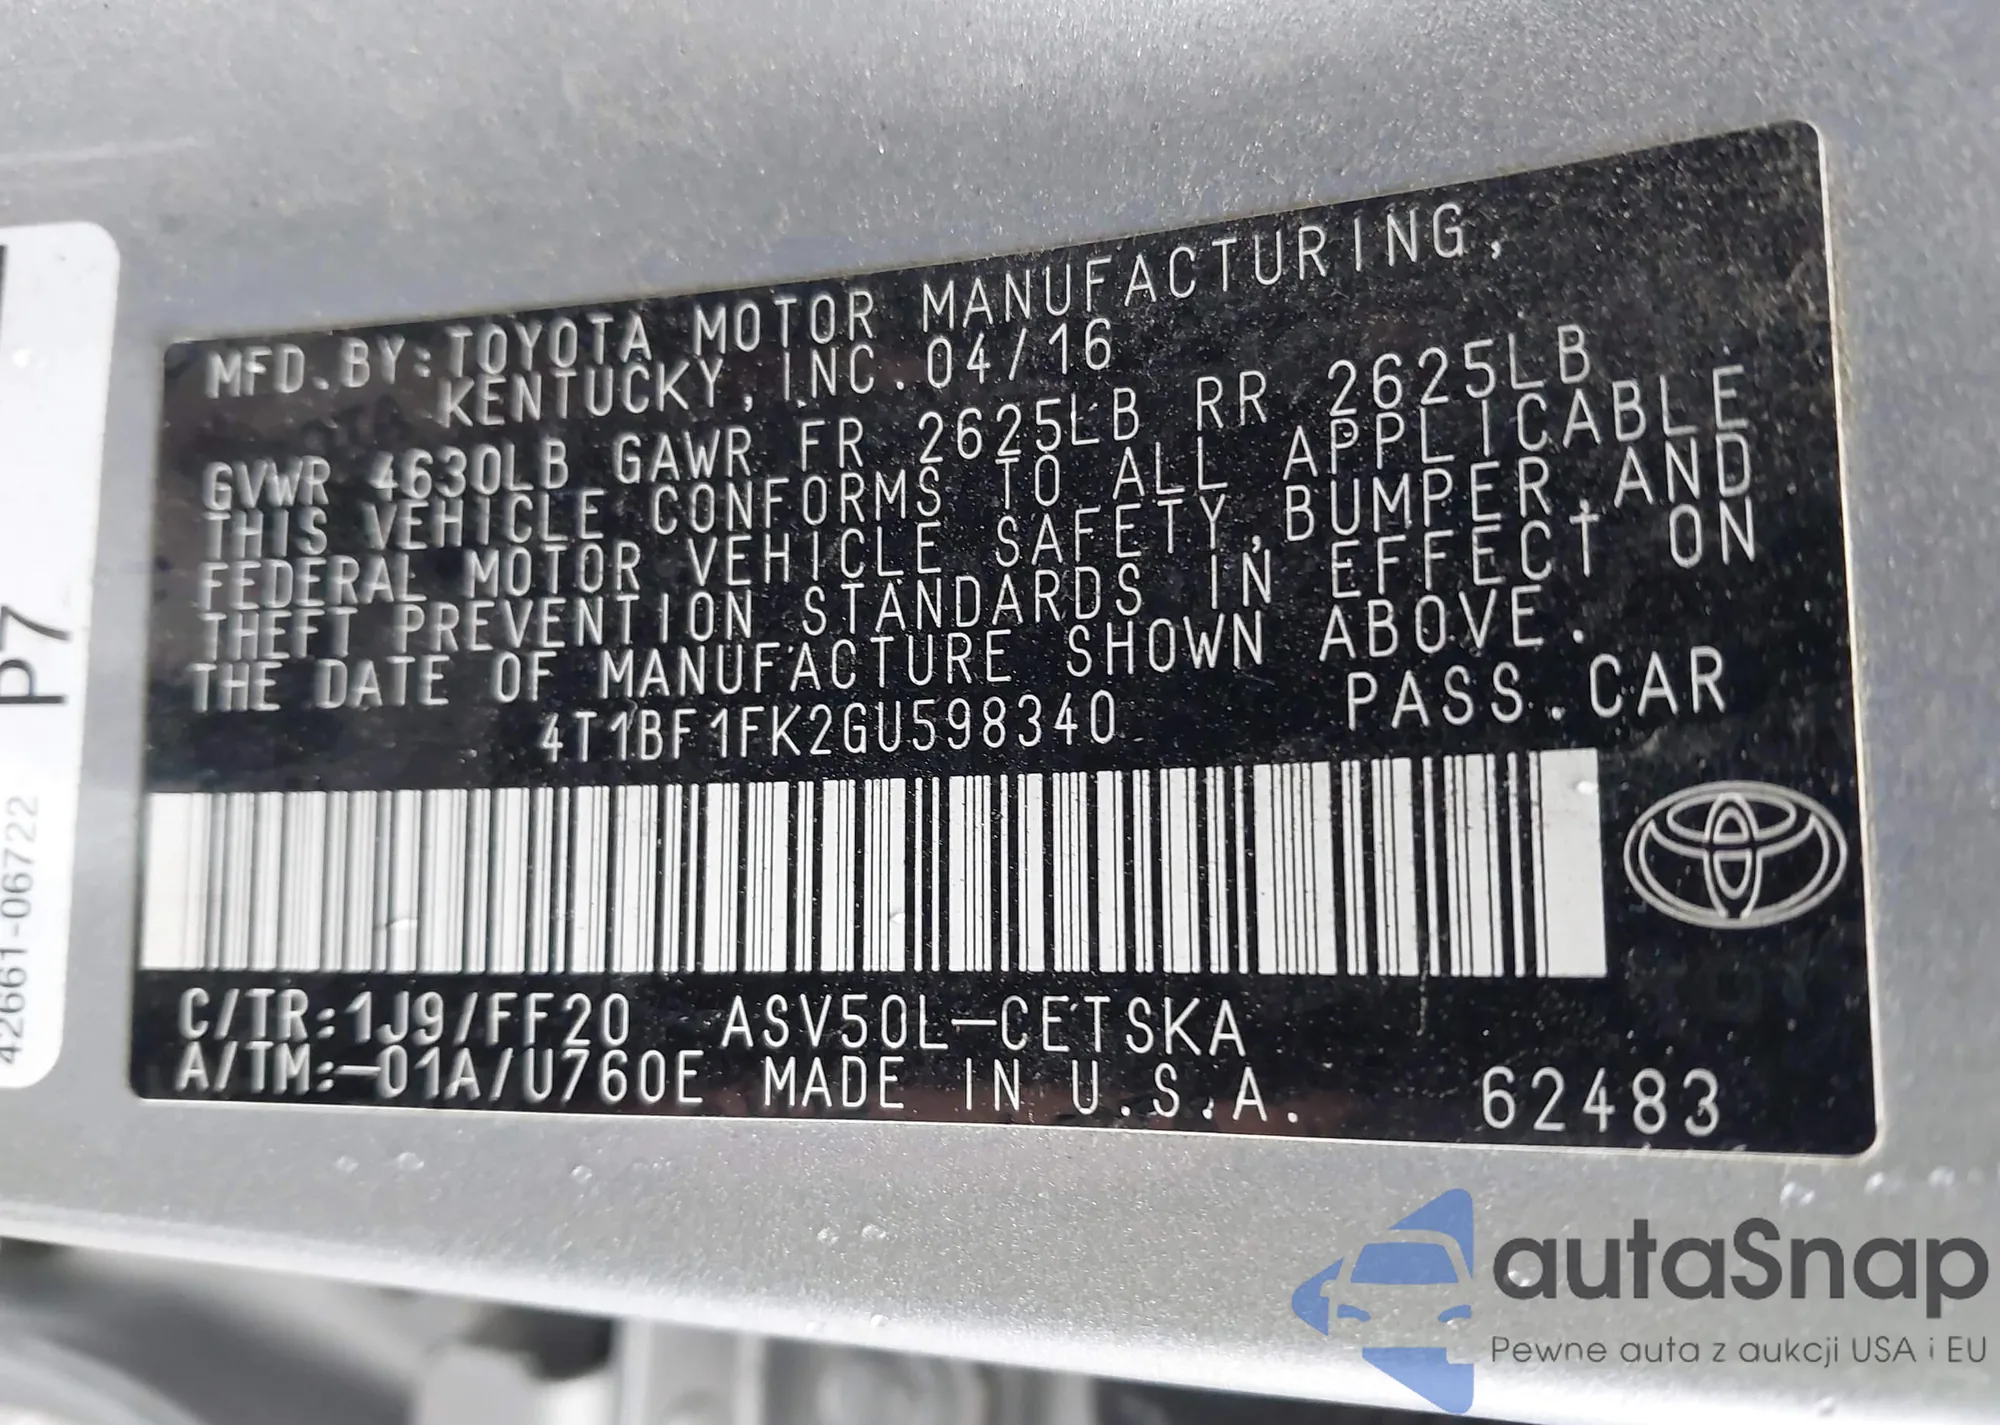 MFD.BY:TOYOTA MOTOR MANUFACTURING,
KENTUCKY, INC. 04/16
GVWR 4630LB GAWR FR 2625LB RR 2625LB
THIS VEHICLE CONFORMS TO ALL APPLICABLE
FEDERAL MOTOR VEHICLE SAFETY,BUMPER,AND
THEFT PREVENTION STANDARDS IN EFFECT ON
THE DATE OF MANUFACTURE SHOWN ABOVE.
4T1BF1FK2GU598340 PASS.CAR
C/TR:1J9/FF20 ASV50L-CETSKA
A/TM:-01A/U760E MADE IN U.S.A. 62483
P7
42661-06722
autaSnap
Pewne auta z aukcji USA i EU